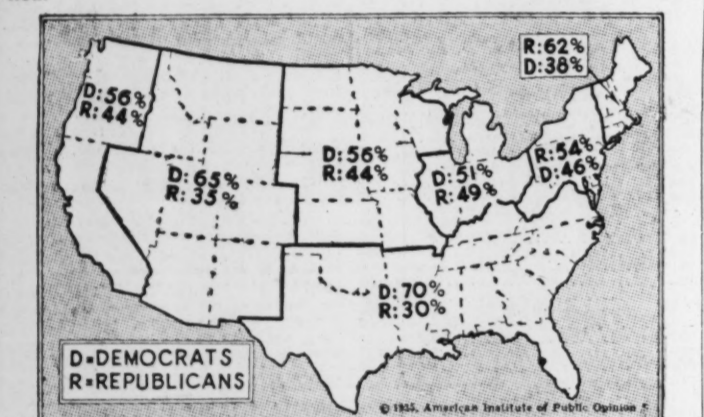 R:62%
D:38%
D:56%
R:44%
D:65%
R:35%
D:56%
R:44%
D:51%
R:49%
R:54%
D:46%
D:70%
R:30%
D=DEMOCRATS
R=REPUBLICANS
© 1935, American Institute of Public Opinion